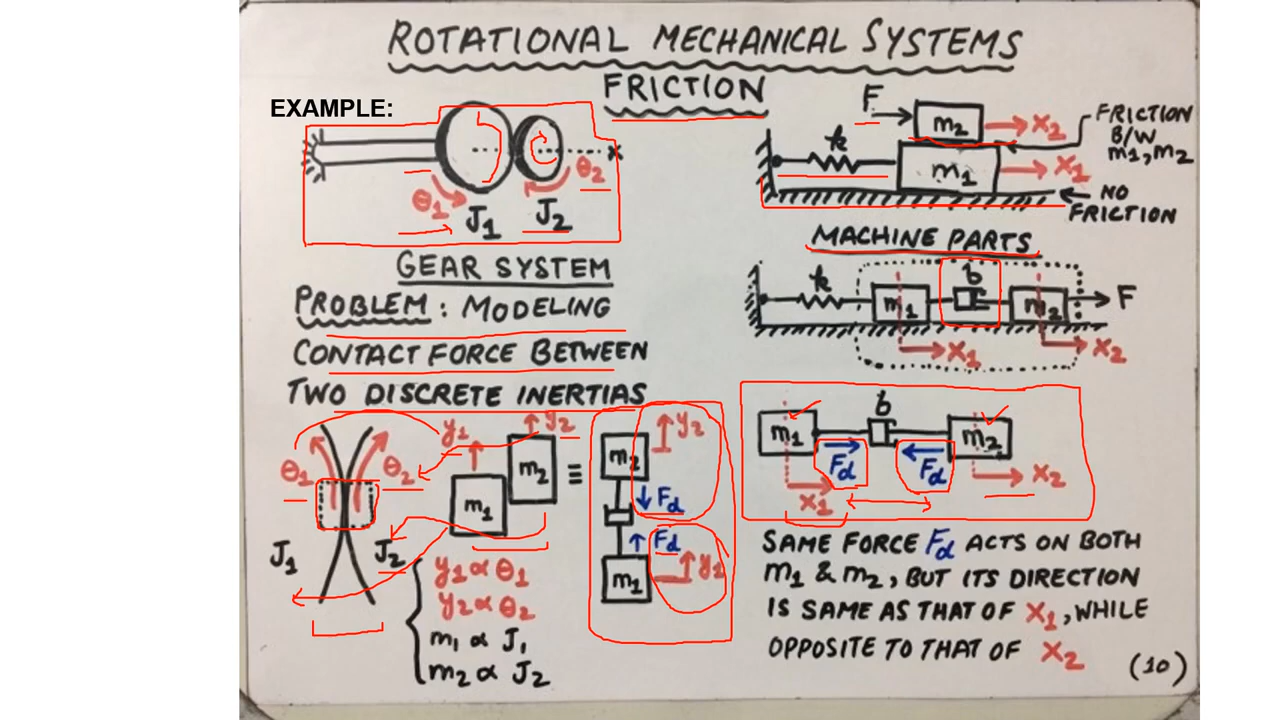 ROTATIONAL MECHANICAL SYSTEMS
FRICTION
EXAMPLE:
θ1
J1
J2
θ2
x
GEAR SYSTEM
PROBLEM: MODELING
CONTACT FORCE BETWEEN
TWO DISCRETE INERTIAS
θ1
θ2
J1
J2
y1
y2
m1
m2
≡
m2
y2
Fd
Fd
m1
y1
y1 ∝ θ1
y2 ∝ θ2
m1 ∝ J1
m2 ∝ J2
F
m2
x2
k
m1
x1
FRICTION
B/W
m1, m2
NO
FRICTION
MACHINE PARTS
k
m1
b
m2
F
x1
x2
m1
b
m2
Fd
Fd
x1
x2
SAME FORCE Fd ACTS ON BOTH
m1 & m2, BUT ITS DIRECTION
IS SAME AS THAT OF x1, WHILE
OPPOSITE TO THAT OF x2
(10)